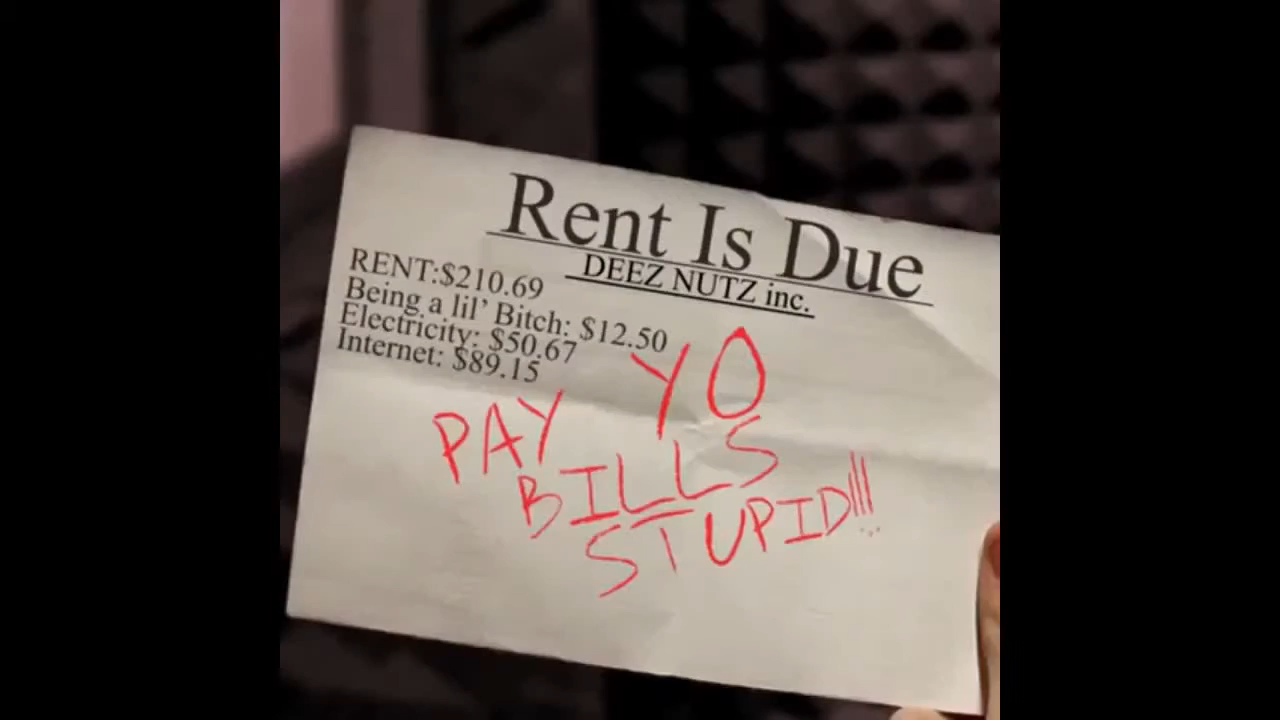 Rent Is Due
DEEZ NUTZ inc.
RENT:$210.69
Being a lil' Bitch: $12.50
Electricity: $50.67
Internet: $89.15
PAY YO
BILLS
STUPID!!!